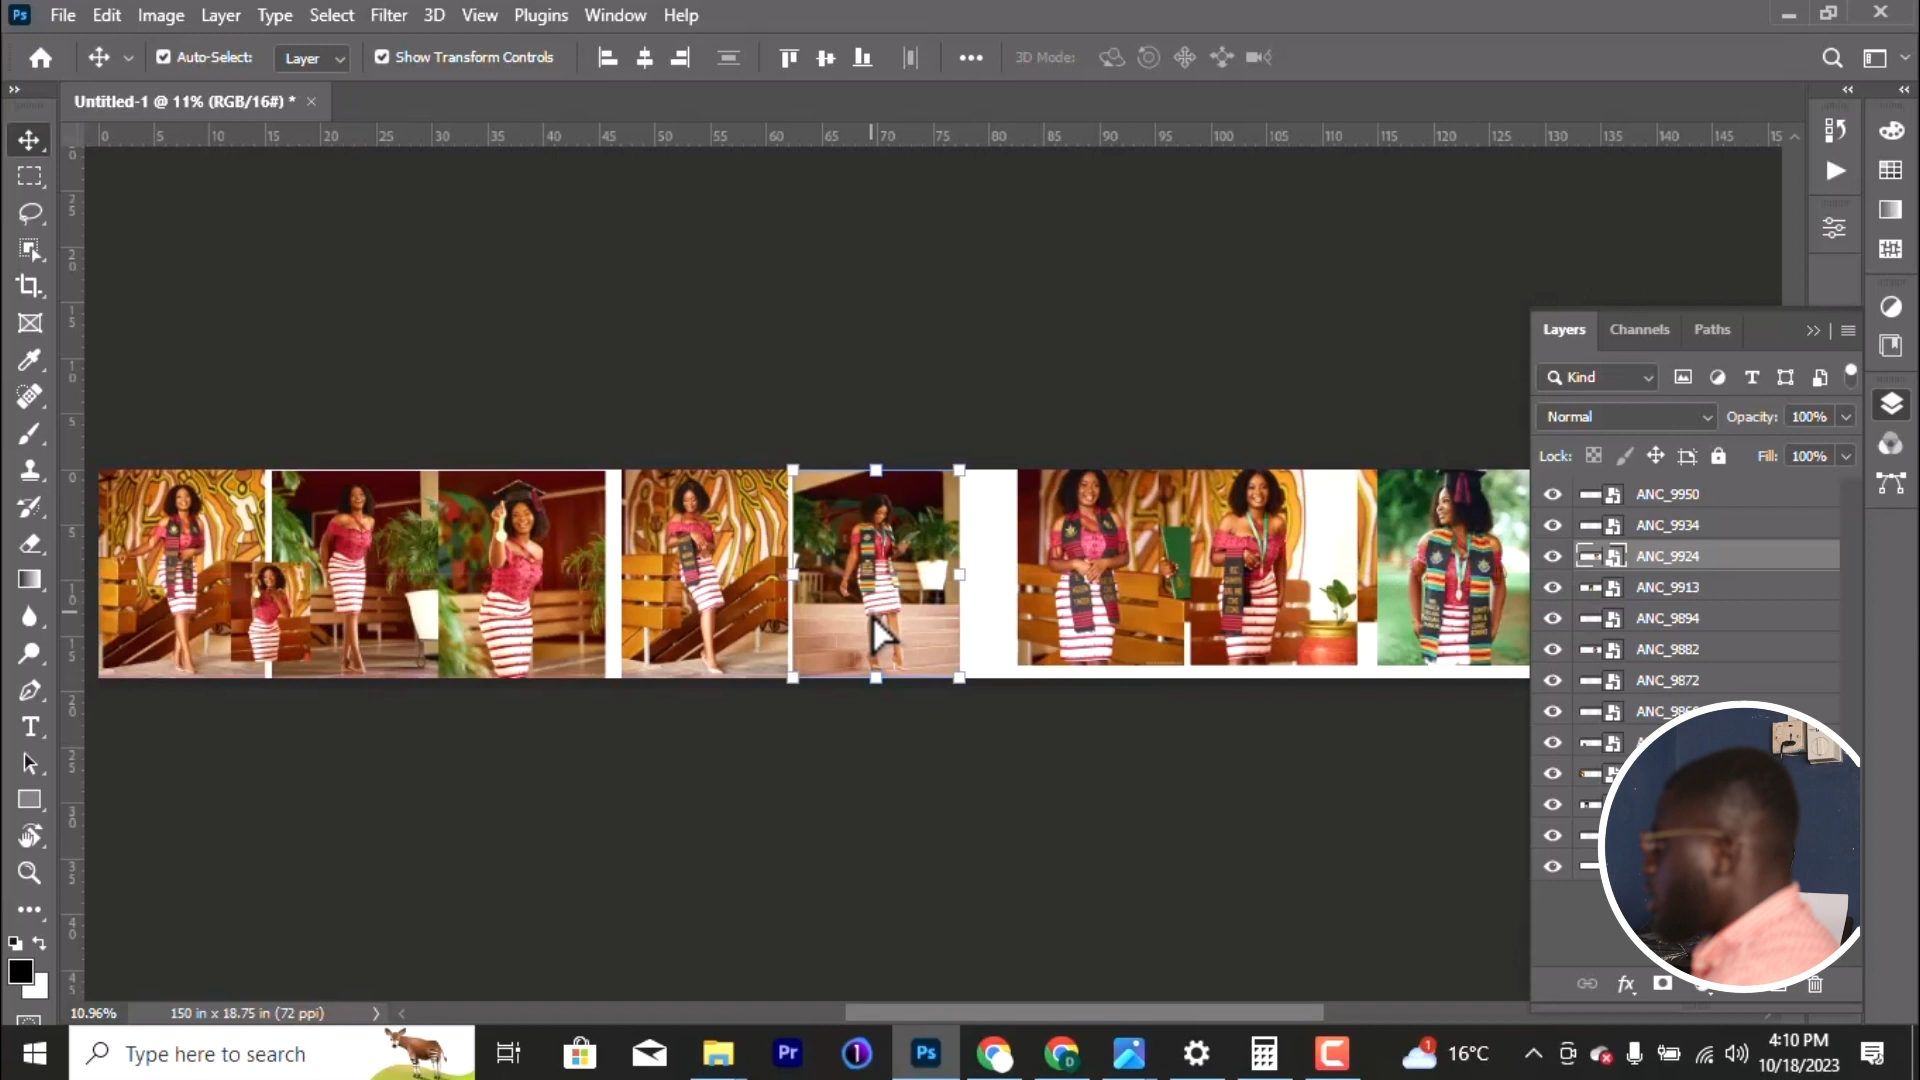 Ps File Edit Image Layer Type Select Filter 3D View Plugins Window Help
Auto-Select: Layer Show Transform Controls 3D Mode:
Untitled-1 @ 11% (RGB/16#) *
0 5 10 15 20 25 30 35 40 45 50 55 60 65 70 75 80 85 90 95 100 105 110 115 120 125 130 135 140 145 15
Layers Channels Paths
Kind
Normal Opacity: 100%
Lock: Fill: 100%
ANC_9950
ANC_9934
ANC_9924
ANC_9913
ANC_9894
ANC_9882
ANC_9872
10.96% 150 in x 18.75 in (72 ppi)
Type here to search
Pr
Ps
D
1
16°C
4:10 PM
10/18/2023